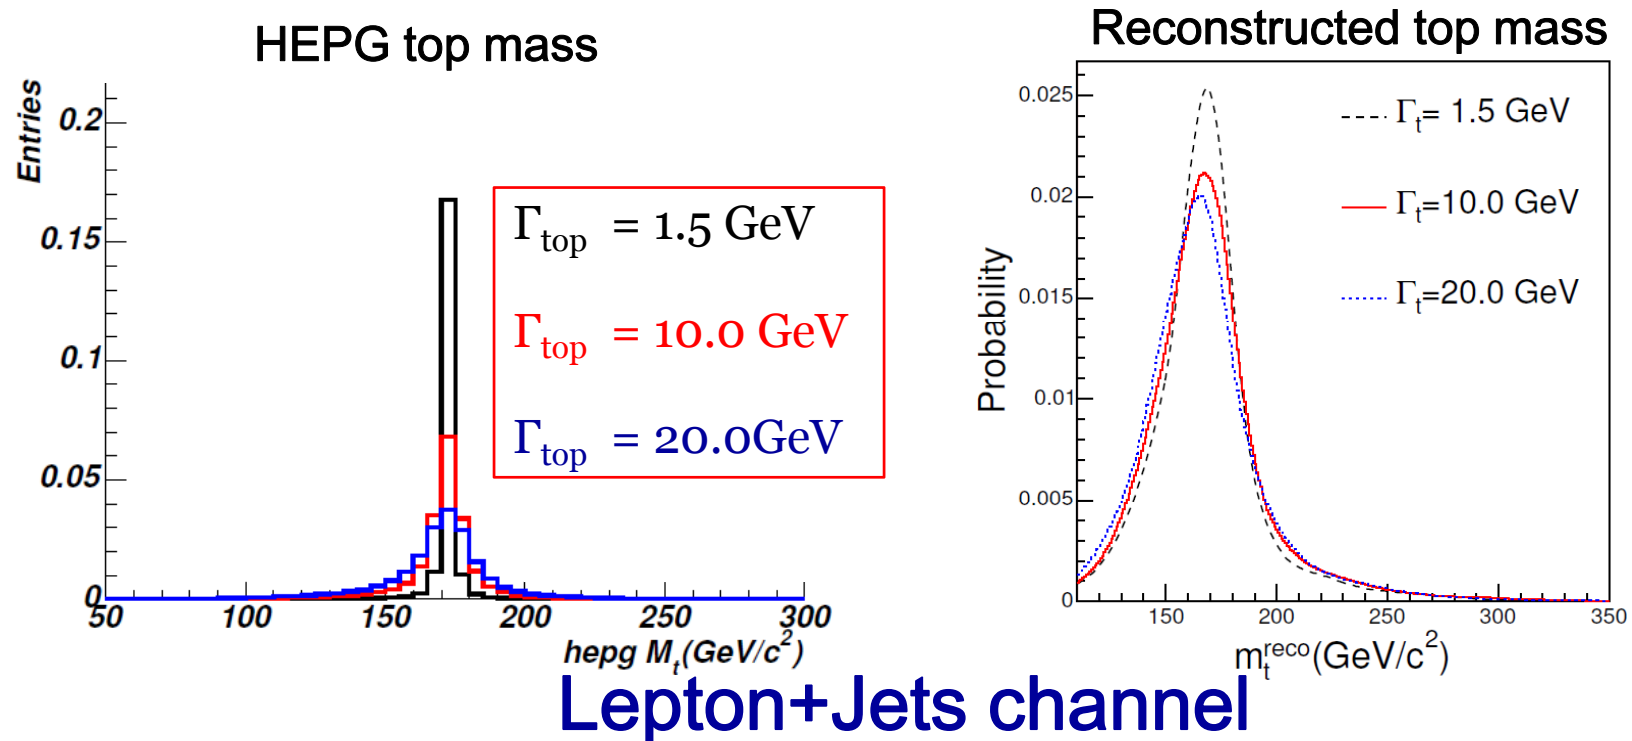 HEPG top mass
Entries
0.2
0.15
0.1
0.05
0
50
100
150
200
250
300
hepg Mt(GeV/c²)
Γtop = 1.5 GeV
Γtop = 10.0 GeV
Γtop = 20.0GeV
Reconstructed top mass
Probability
0.025
0.02
0.015
0.01
0.005
0
150
200
250
300
350
mt^reco(GeV/c²)
Γt= 1.5 GeV
Γt=10.0 GeV
Γt=20.0 GeV
Lepton+Jets channel